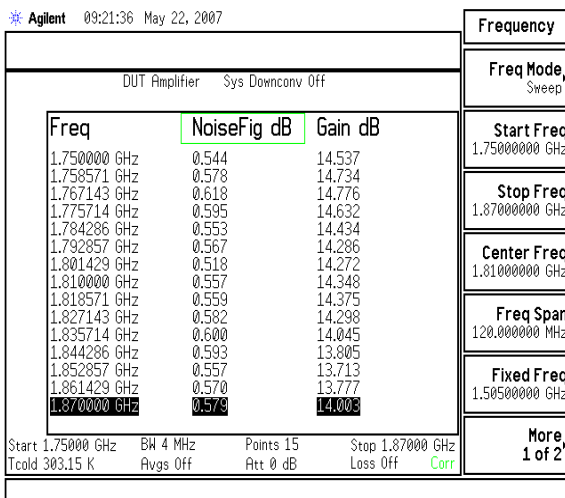 Agilent 09:21:36 May 22, 2007
Frequency
DUT Amplifier Sys Downconv Off
Freq Mode
Sweep
Freq NoiseFig dB Gain dB
1.750000 GHz 0.544 14.537
1.758571 GHz 0.578 14.734
1.767143 GHz 0.618 14.776
1.775714 GHz 0.595 14.632
1.784286 GHz 0.553 14.434
1.792857 GHz 0.567 14.286
1.801429 GHz 0.518 14.272
1.810000 GHz 0.557 14.348
1.818571 GHz 0.559 14.375
1.827143 GHz 0.582 14.298
1.835714 GHz 0.600 14.045
1.844286 GHz 0.593 13.805
1.852857 GHz 0.557 13.713
1.861429 GHz 0.570 13.777
1.870000 GHz 0.579 14.003
Start Freq
1.75000000 GHz
Stop Freq
1.87000000 GHz
Center Freq
1.81000000 GHz
Freq Span
120.000000 MHz
Fixed Freq
1.50500000 GHz
More
1 of 2
Start 1.75000 GHz BW 4 MHz Points 15 Stop 1.87000 GHz
Tcold 303.15 K Avgs Off Att 0 dB Loss Off Corr